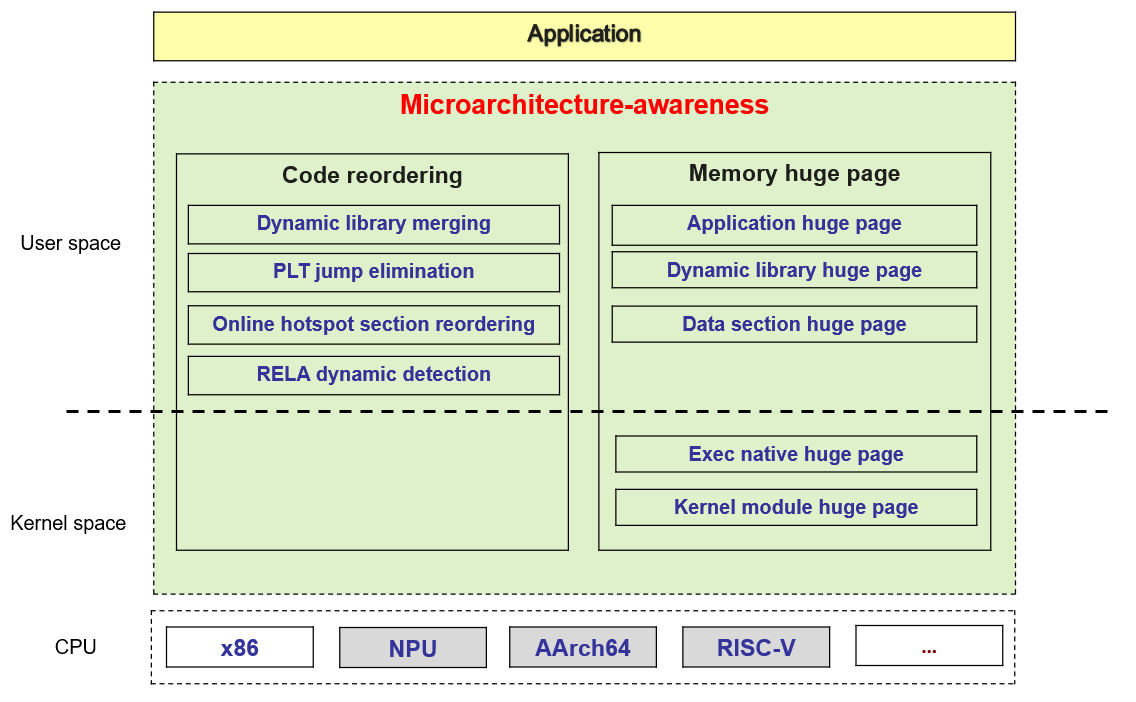 Application
Microarchitecture-awareness
Code reordering
Dynamic library merging
PLT jump elimination
Online hotspot section reordering
RELA dynamic detection
Memory huge page
Application huge page
Dynamic library huge page
Data section huge page
Exec native huge page
Kernel module huge page
User space
Kernel space
CPU
x86
NPU
AArch64
RISC-V
...